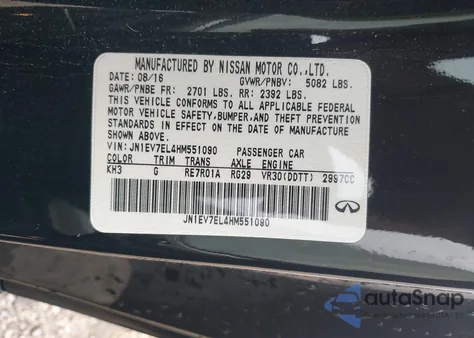 MANUFACTURED BY NISSAN MOTOR CO.,LTD.
DATE: 08/16 GVWR/PNBV: 5082 LBS.
GAWR/PNBE FR: 2701 LBS. RR: 2392 LBS.
THIS VEHICLE CONFORMS TO ALL APPLICABLE FEDERAL
MOTOR VEHICLE SAFETY,BUMPER,AND THEFT
PREVENTION STANDARDS IN EFFECT ON THE DATE OF
MANUFACTURE SHOWN ABOVE.
VIN: JN1EV7EL4HM551090 PASSENGER CAR
COLOR TRIM TRANS AXLE ENGINE
KH3 G RE7R01A RG29 VR30(DDTT) 2997CC
JN1EV7EL4HM551090
autoSnap